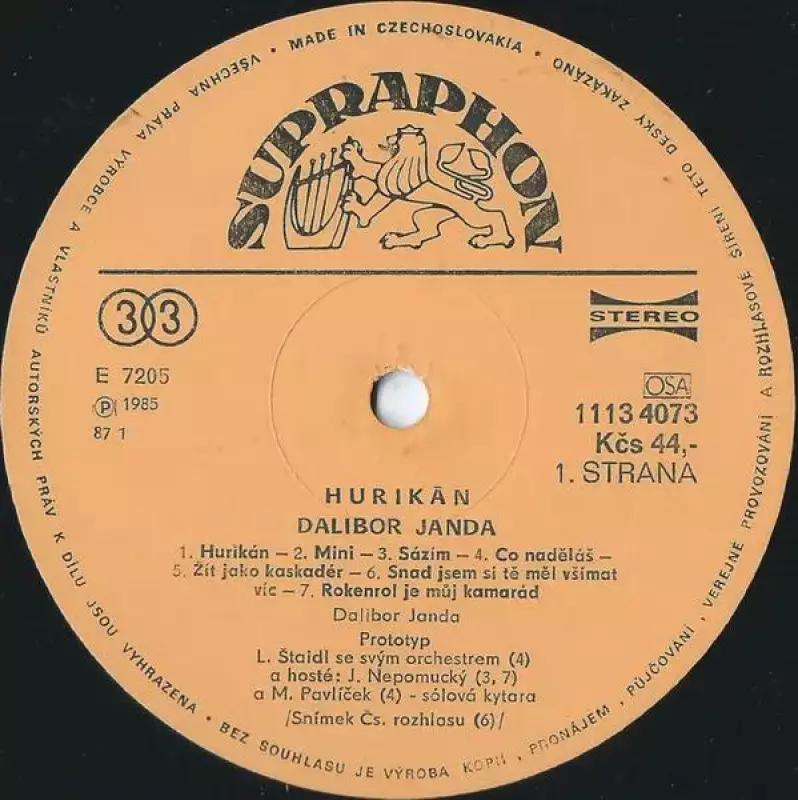 VŠECHNA PRÁVA VÝROBCE A VLASTNÍKŮ AUTORSKÝCH PRÁV K DÍLU JSOU VYHRAZENA • BEZ SOUHLASU JE VÝROBA KOPIÍ, PRONÁJEM, PŮJČOVÁNÍ, VEŘEJNÉ PROVOZOVÁNÍ A ROZHLASOVÉ ŠÍŘENÍ TÉTO DESKY ZAKÁZÁNO
• MADE IN CZECHOSLOVAKIA •
SUPRAPHON
33
STEREO
E 7205
Ⓟ 1985
87 1
OSA
1113 4073
Kčs 44,-
1. STRANA
HURIKÁN
DALIBOR JANDA
1. Hurikán – 2. Mini – 3. Sázím – 4. Co naděláš –
5. Žít jako kaskadér – 6. Snad jsem si tě měl všímat
víc – 7. Rokenrol je můj kamarád
Dalibor Janda
Prototyp
L. Štaidl se svým orchestrem (4)
a hosté: J. Nepomucký (3, 7)
a M. Pavlíček (4) - sólová kytara
/Snímek Čs. rozhlasu (6)/